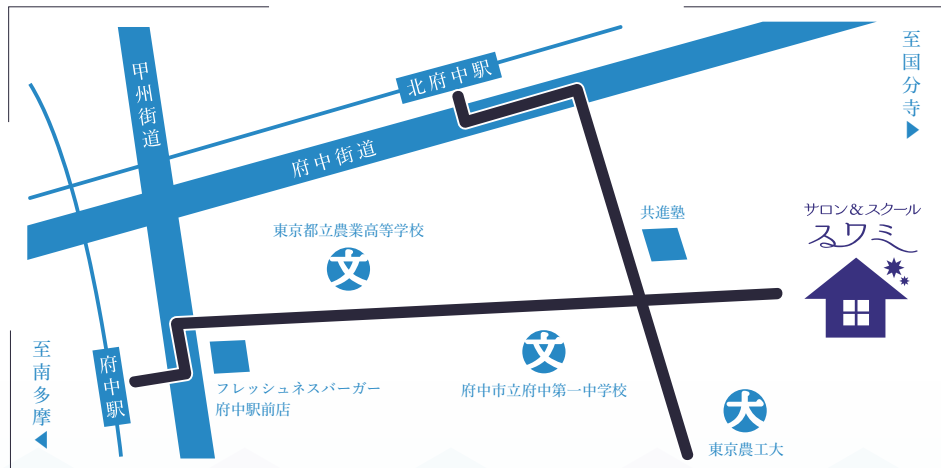 至国分寺
甲州街道
北府中駅
府中街道
サロン&スクール
スワミ
共進塾
東京都立農業高等学校
文
至南多摩
府中駅
フレッシュネスバーガー
府中駅前店
文
府中市立府中第一中学校
大
東京農工大